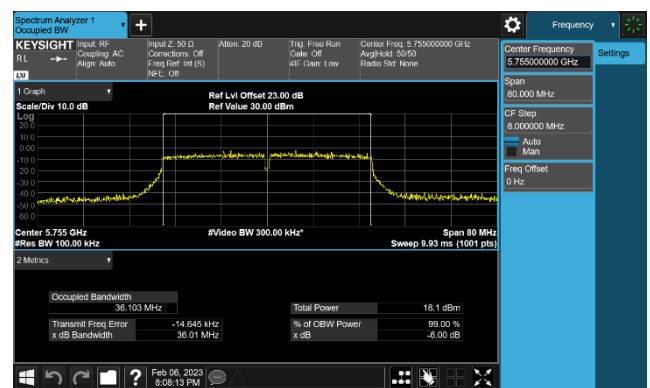 Spectrum Analyzer 1
Occupied BW
+
Frequency
KEYSIGHT
RL
LXI
Input: RF
Coupling: AC
Align: Auto
Input Z: 50 Ω
Corrections: Off
Freq Ref: Int (S)
NFE: Off
Atten: 20 dB
Trig: Free Run
Gate: Off
#IF Gain: Low
Center Freq: 5.755000000 GHz
Avg|Hold: 50/50
Radio Std: None
Center Frequency
5.755000000 GHz
Settings
Span
80.000 MHz
CF Step
8.000000 MHz
Auto
Man
Freq Offset
0 Hz
1 Graph
Scale/Div 10.0 dB
Ref Lvl Offset 23.00 dB
Ref Value 30.00 dBm
Log
20.0
10.0
0.00
-10.0
-20.0
-30.0
-40.0
-50.0
-60.0
Center 5.755 GHz
#Video BW 300.00 kHz*
Span 80 MHz
#Res BW 100.00 kHz
Sweep 9.93 ms (1001 pts)
2 Metrics
Occupied Bandwidth
36.103 MHz
Total Power 18.1 dBm
Transmit Freq Error -14.645 kHz
% of OBW Power 99.00 %
x dB Bandwidth 36.01 MHz
x dB -6.00 dB
?
Feb 06, 2023
8:08:13 PM